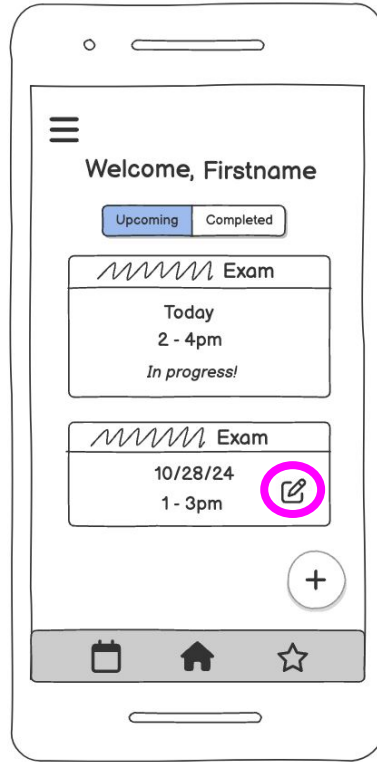 Welcome, Firstname
Upcoming Completed
Exam
Today
2 - 4pm
In progress!
Exam
10/28/24
1 - 3pm
+